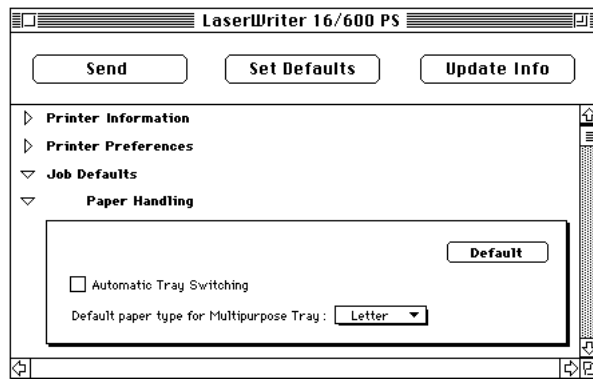 LaserWriter 16/600 PS
Send Set Defaults Update Info
Printer Information
Printer Preferences
Job Defaults
Paper Handling
Default
Automatic Tray Switching
Default paper type for Multipurpose Tray : Letter